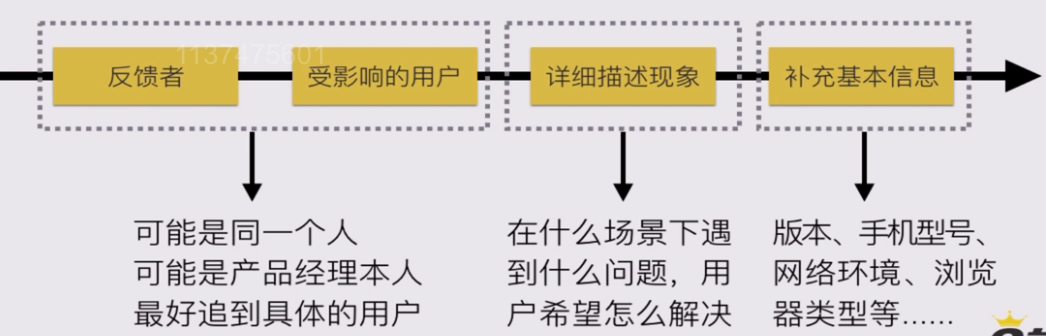 1137475601
反馈者
受影响的用户
详细描述现象
补充基本信息
可能是同一个人
可能是产品经理本人
最好追到具体的用户
在什么场景下遇
到什么问题，用
户希望怎么解决
版本、手机型号、
网络环境、浏览
器类型等......